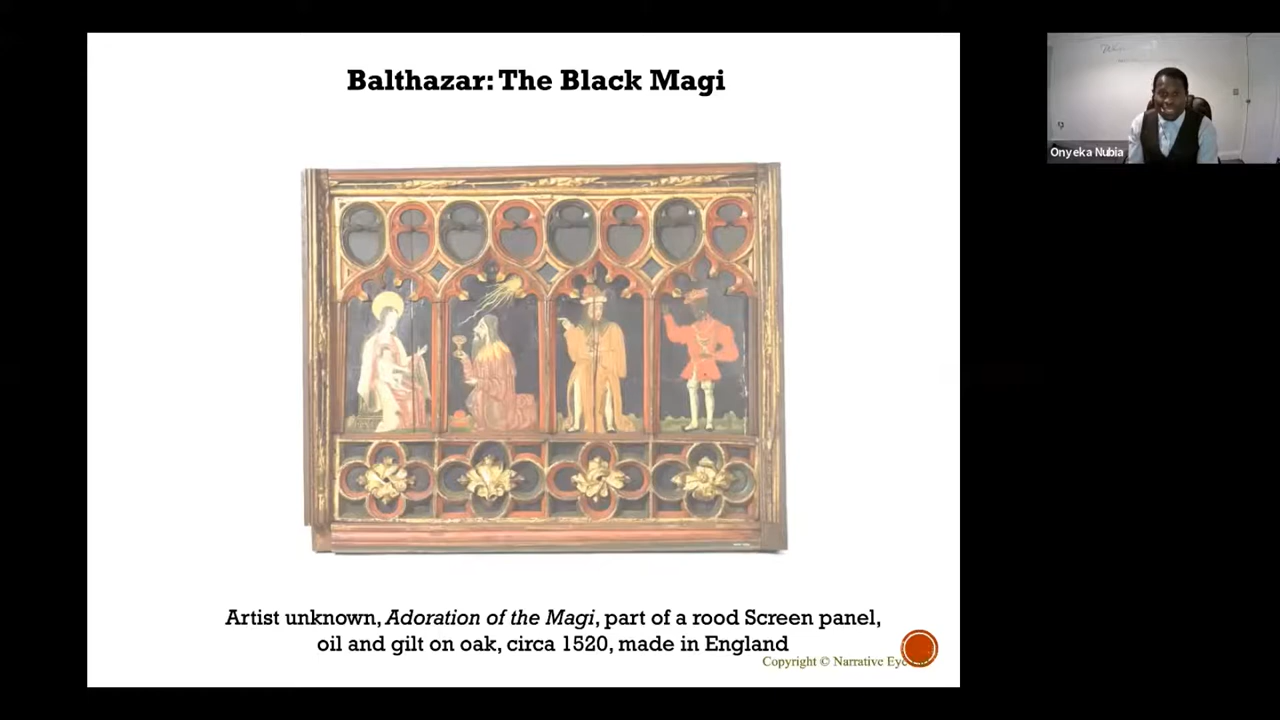 Balthazar: The Black Magi
Onyeka Nubia
Artist unknown, Adoration of the Magi, part of a rood Screen panel,
oil and gilt on oak, circa 1520, made in England
Copyright © Narrative Eye